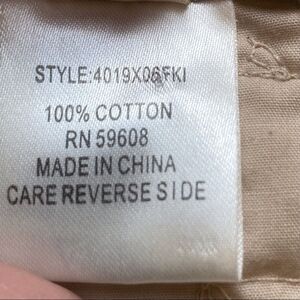 STYLE:4019X06FKI
100% COTTON
RN 59608
MADE IN CHINA
CARE REVERSE SIDE